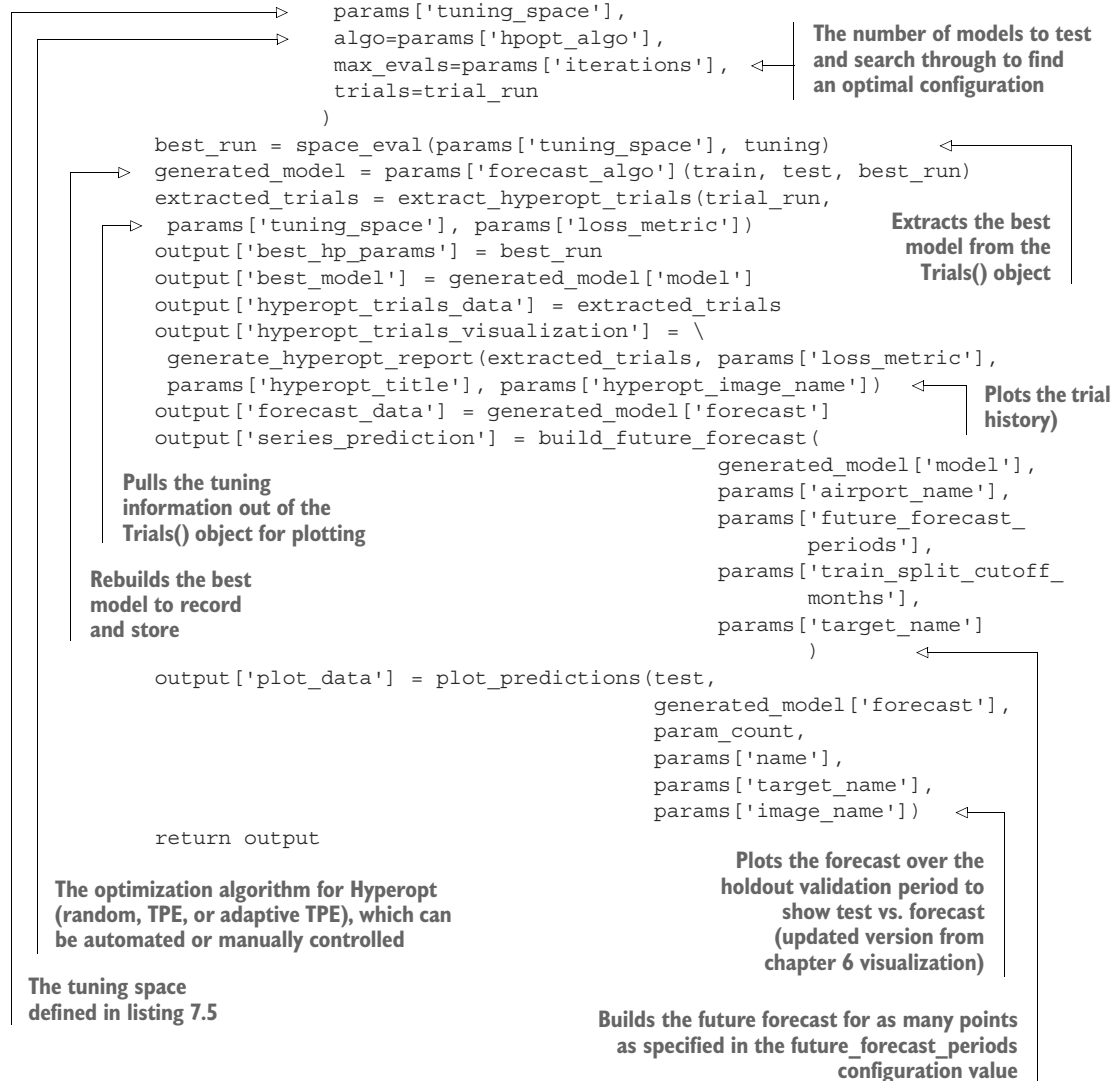 params['tuning_space'],
algo=params['hpopt_algo'],
max_evals=params['iterations'],
trials=trial_run
)
The number of models to test
and search through to find
an optimal configuration
best_run = space_eval(params['tuning_space'], tuning)
generated_model = params['forecast_algo'](train, test, best_run)
extracted_trials = extract_hyperopt_trials(trial_run,
params['tuning_space'], params['loss_metric'])
Extracts the best
model from the
Trials() object
output['best_hp_params'] = best_run
output['best_model'] = generated_model['model']
output['hyperopt_trials_data'] = extracted_trials
output['hyperopt_trials_visualization'] = \
generate_hyperopt_report(extracted_trials, params['loss_metric'],
params['hyperopt_title'], params['hyperopt_image_name'])
Plots the trial
history)
output['forecast_data'] = generated_model['forecast']
output['series_prediction'] = build_future_forecast(
generated_model['model'],
params['airport_name'],
params['future_forecast_
periods'],
params['train_split_cutoff_
months'],
params['target_name']
)
Pulls the tuning
information out of the
Trials() object for plotting
Rebuilds the best
model to record
and store
output['plot_data'] = plot_predictions(test,
generated_model['forecast'],
param_count,
params['name'],
params['target_name'],
params['image_name'])
return output
Plots the forecast over the
holdout validation period to
show test vs. forecast
(updated version from
chapter 6 visualization)
The optimization algorithm for Hyperopt
(random, TPE, or adaptive TPE), which can
be automated or manually controlled
The tuning space
defined in listing 7.5
Builds the future forecast for as many points
as specified in the future_forecast_periods
configuration value